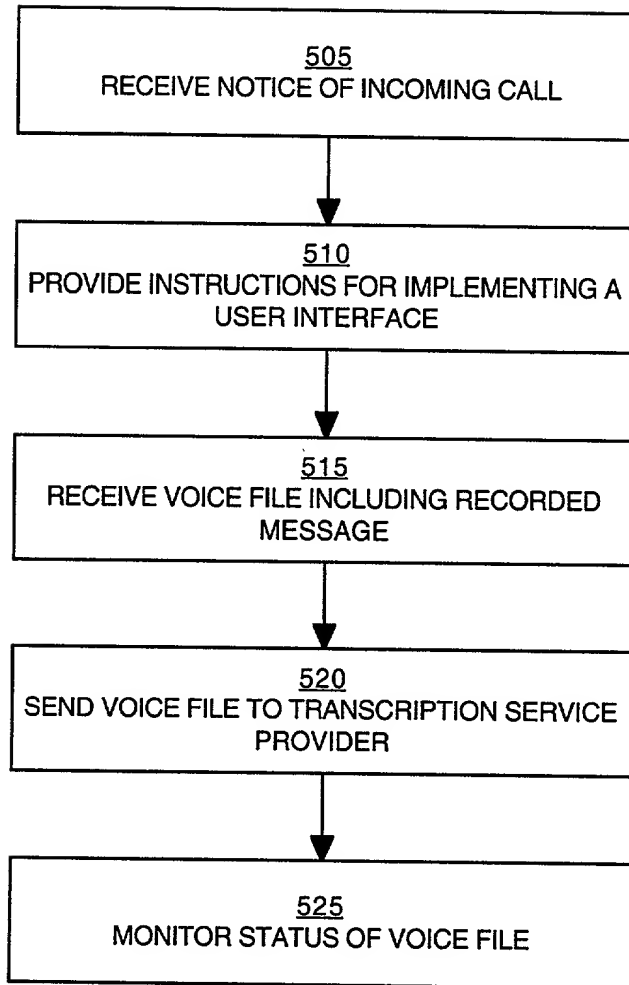 505
RECEIVE NOTICE OF INCOMING CALL
510
PROVIDE INSTRUCTIONS FOR IMPLEMENTING A
USER INTERFACE
515
RECEIVE VOICE FILE INCLUDING RECORDED
MESSAGE
520
SEND VOICE FILE TO TRANSCRIPTION SERVICE
PROVIDER
525
MONITOR STATUS OF VOICE FILE